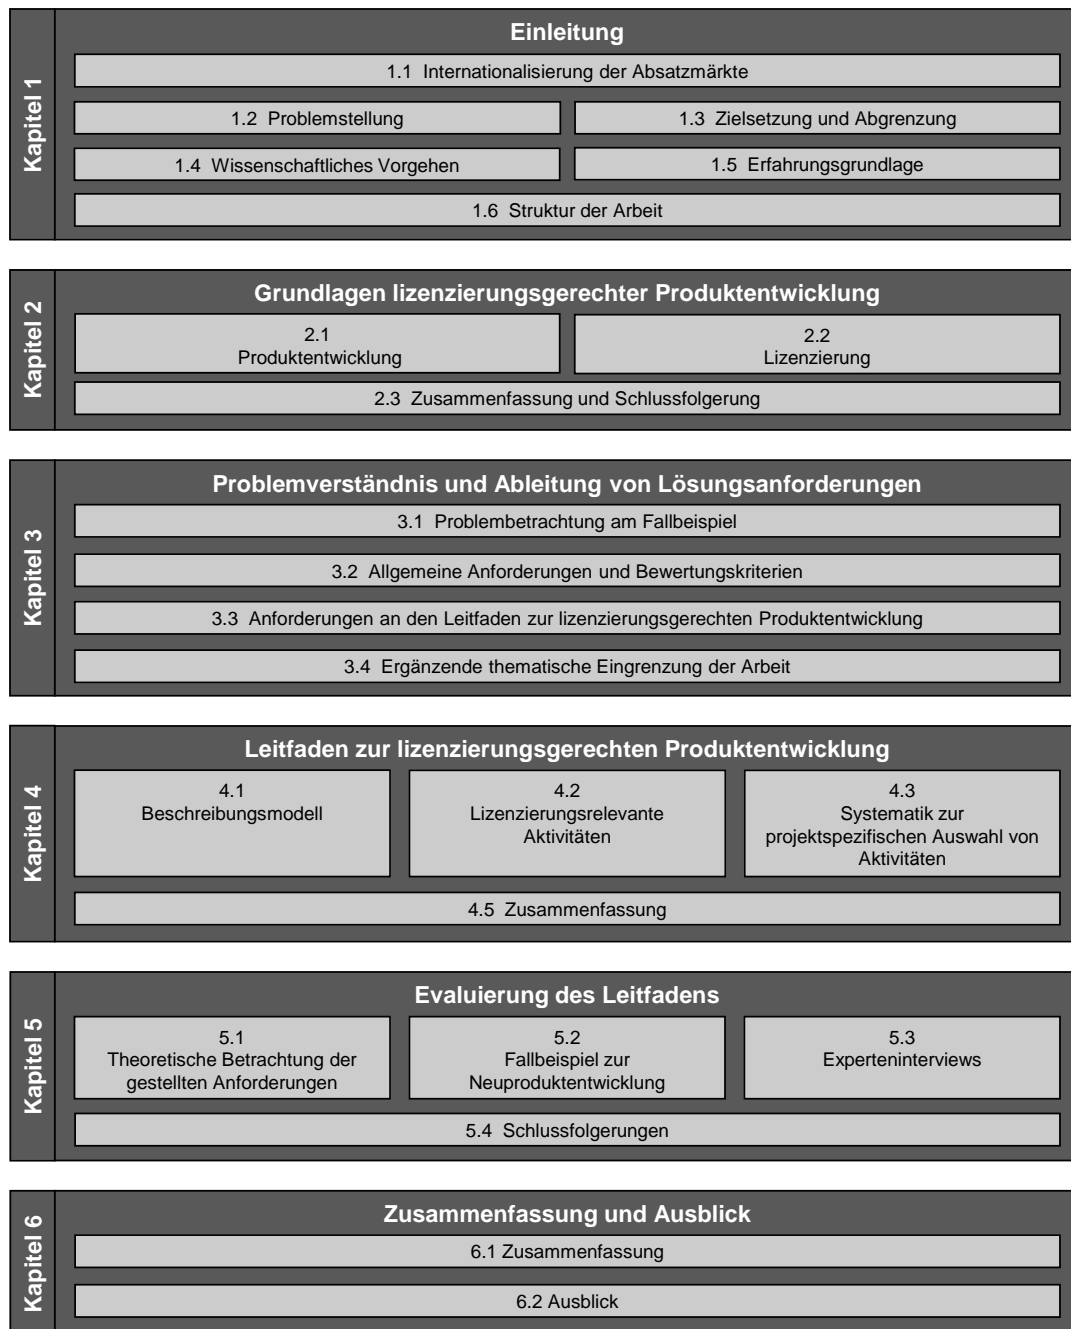 Kapitel 1
Einleitung
1.1 Internationalisierung der Absatzmärkte
1.2 Problemstellung
1.3 Zielsetzung und Abgrenzung
1.4 Wissenschaftliches Vorgehen
1.5 Erfahrungsgrundlage
1.6 Struktur der Arbeit
Kapitel 2
Grundlagen lizenzierungsgerechter Produktentwicklung
2.1
Produktentwicklung
2.2
Lizenzierung
2.3 Zusammenfassung und Schlussfolgerung
Kapitel 3
Problemverständnis und Ableitung von Lösungsanforderungen
3.1 Problembetrachtung am Fallbeispiel
3.2 Allgemeine Anforderungen und Bewertungskriterien
3.3 Anforderungen an den Leitfaden zur lizenzierungsgerechten Produktentwicklung
3.4 Ergänzende thematische Eingrenzung der Arbeit
Kapitel 4
Leitfaden zur lizenzierungsgerechten Produktentwicklung
4.1
Beschreibungsmodell
4.2
Lizenzierungsrelevante
Aktivitäten
4.3
Systematik zur
projektspezifischen Auswahl von
Aktivitäten
4.5 Zusammenfassung
Kapitel 5
Evaluierung des Leitfadens
5.1
Theoretische Betrachtung der
gestellten Anforderungen
5.2
Fallbeispiel zur
Neuproduktentwicklung
5.3
Experteninterviews
5.4 Schlussfolgerungen
Kapitel 6
Zusammenfassung und Ausblick
6.1 Zusammenfassung
6.2 Ausblick